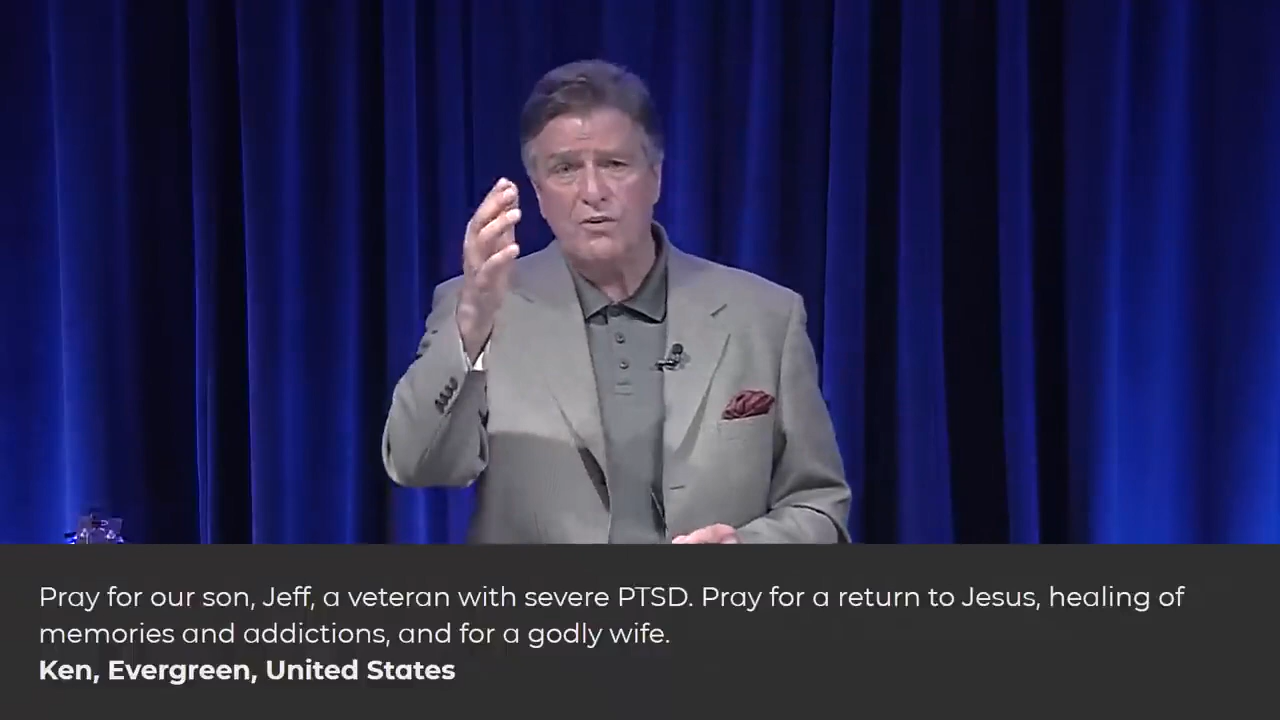 Pray for our son, Jeff, a veteran with severe PTSD. Pray for a return to Jesus, healing of
memories and addictions, and for a godly wife.
Ken, Evergreen, United States